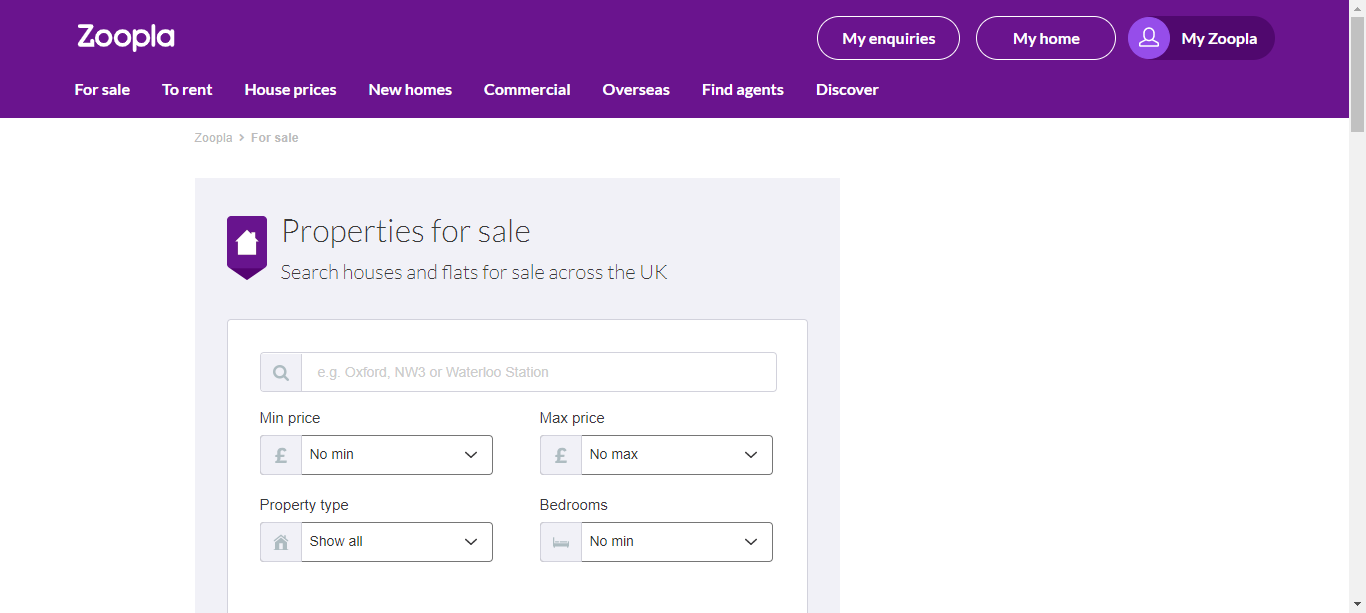 Zoopla
My enquiries
My home
My Zoopla
For sale
To rent
House prices
New homes
Commercial
Overseas
Find agents
Discover
Zoopla > For sale
Properties for sale
Search houses and flats for sale across the UK
e.g. Oxford, NW3 or Waterloo Station
Min price
Max price
£ No min
£ No max
Property type
Bedrooms
Show all
No min